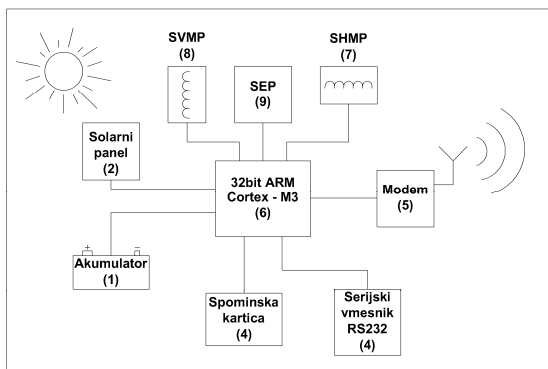 SVMP
(8)
SHMP
(7)
SEP
(9)
Solarni
panel
(2)
32bit ARM
Cortex - M3
(6)
Modem
(5)
+ −
Akumulator
(1)
Spominska
kartica
(4)
Serijski
vmesnik
RS232
(4)